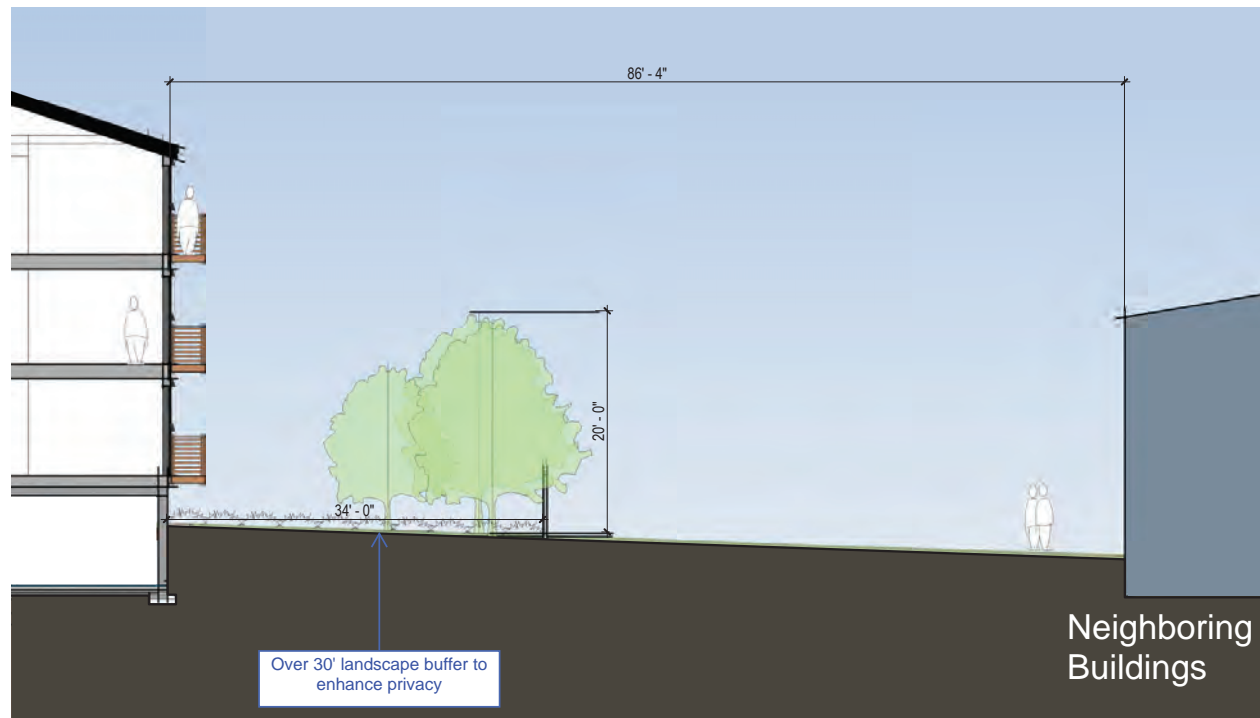 86' - 4"
20' - 0"
34' - 0"
Over 30' landscape buffer to
enhance privacy
Neighboring
Buildings